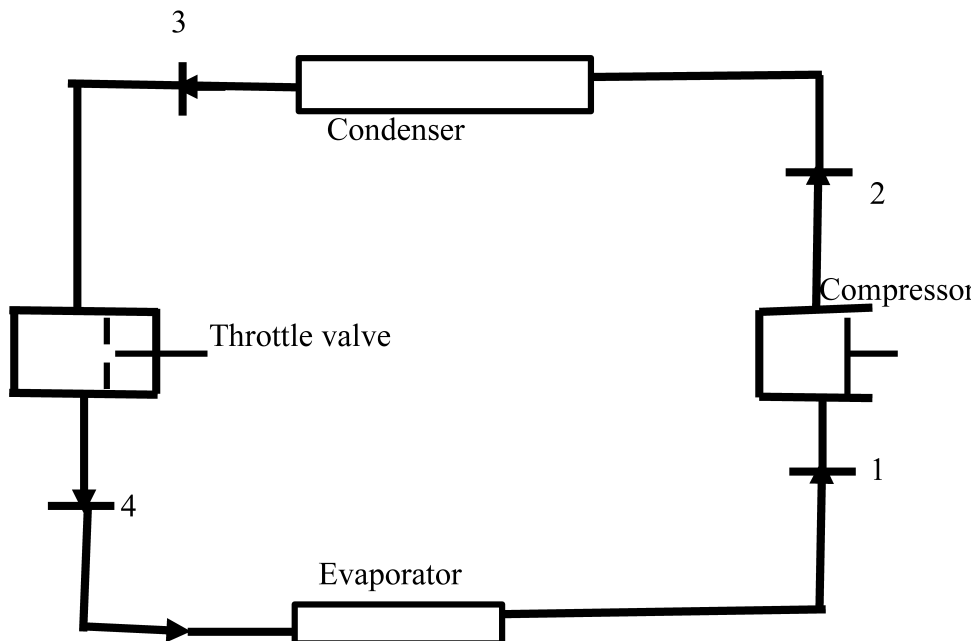 3
Condenser
2
Compressor
Throttle valve
1
4
Evaporator